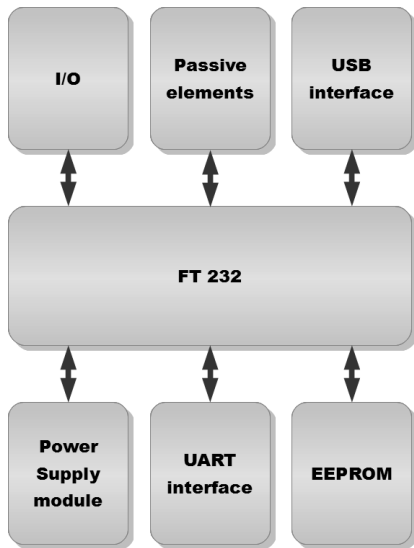 I/O
Passive
elements
USB
interface
FT 232
Power
Supply
module
UART
interface
EEPROM